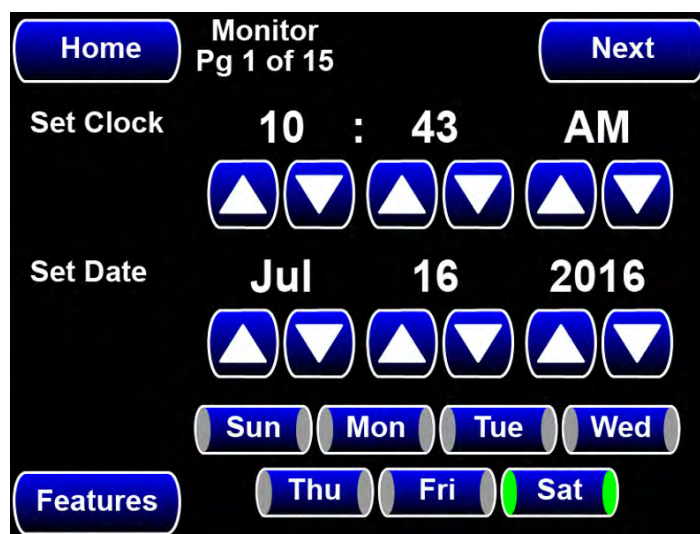 Home
Monitor
Pg 1 of 15
Next
Set Clock
10 : 43 AM
Set Date
Jul 16 2016
Sun Mon Tue Wed
Thu Fri Sat
Features